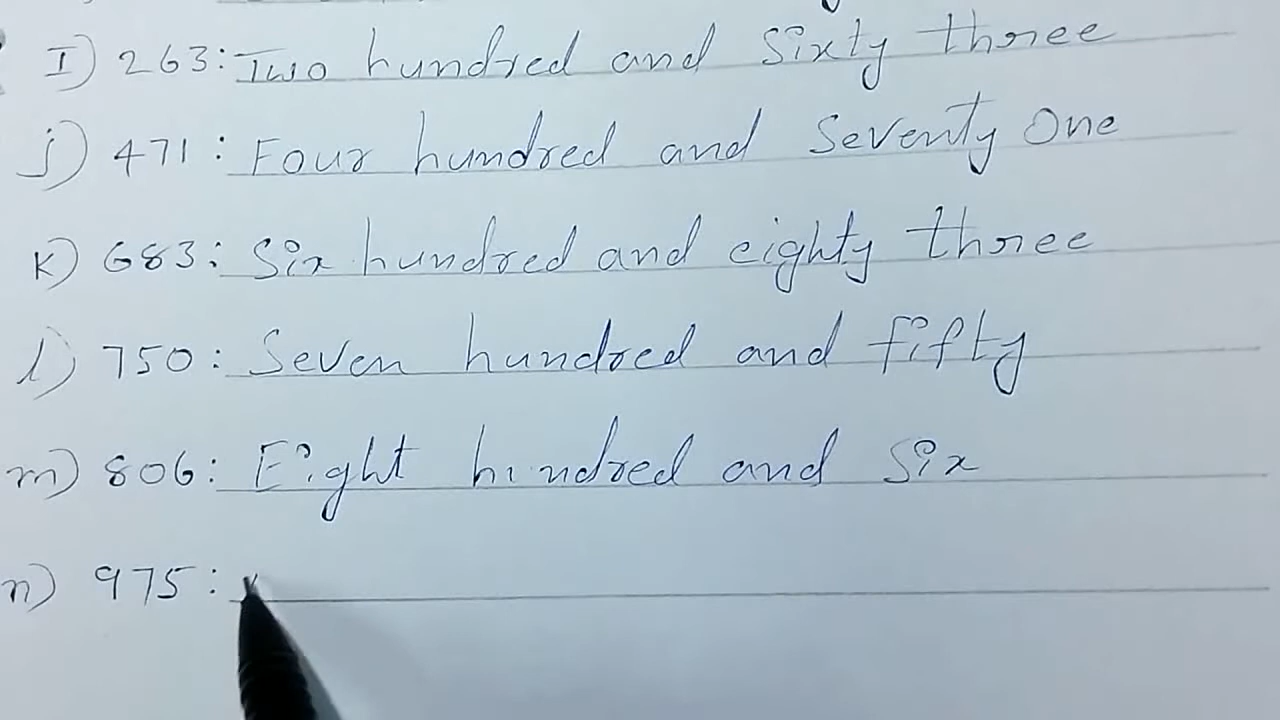 I) 263: Two hundred and Sixty three
j) 471: Four hundred and Seventy One
K) 683: Six hundred and eighty three
l) 750: Seven hundred and fifty
m) 806: Eight hundred and Six
n) 975: